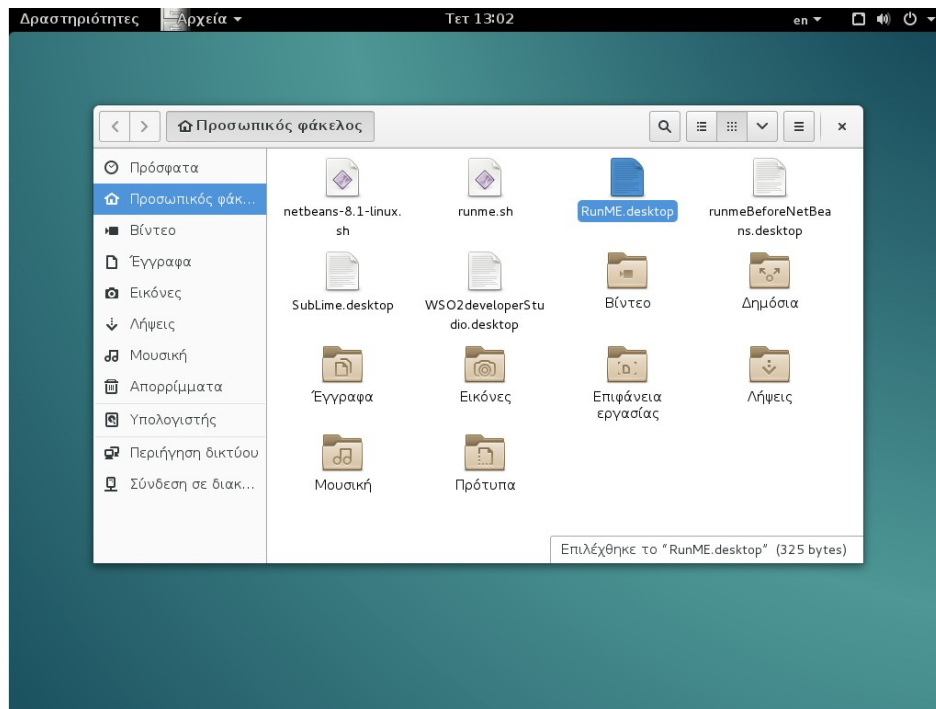 Δραστηριότητες Αρχεία Τετ 13:02 en
Προσωπικός φάκελος
Πρόσφατα
Προσωπικός φάκ...
Βίντεο
Έγγραφα
Εικόνες
Λήψεις
Μουσική
Απορρίμματα
Υπολογιστής
Περιήγηση δικτύου
Σύνδεση σε διακ...
netbeans-8.1-linux.
sh
runme.sh
RunME.desktop
runmeBeforeNetBea
ns.desktop
SubLime.desktop
WSO2developerStu
dio.desktop
Βίντεο
Δημόσια
Έγγραφα
Εικόνες
Επιφάνεια
εργασίας
Λήψεις
Μουσική
Πρότυπα
Επιλέχθηκε το “RunME.desktop” (325 bytes)